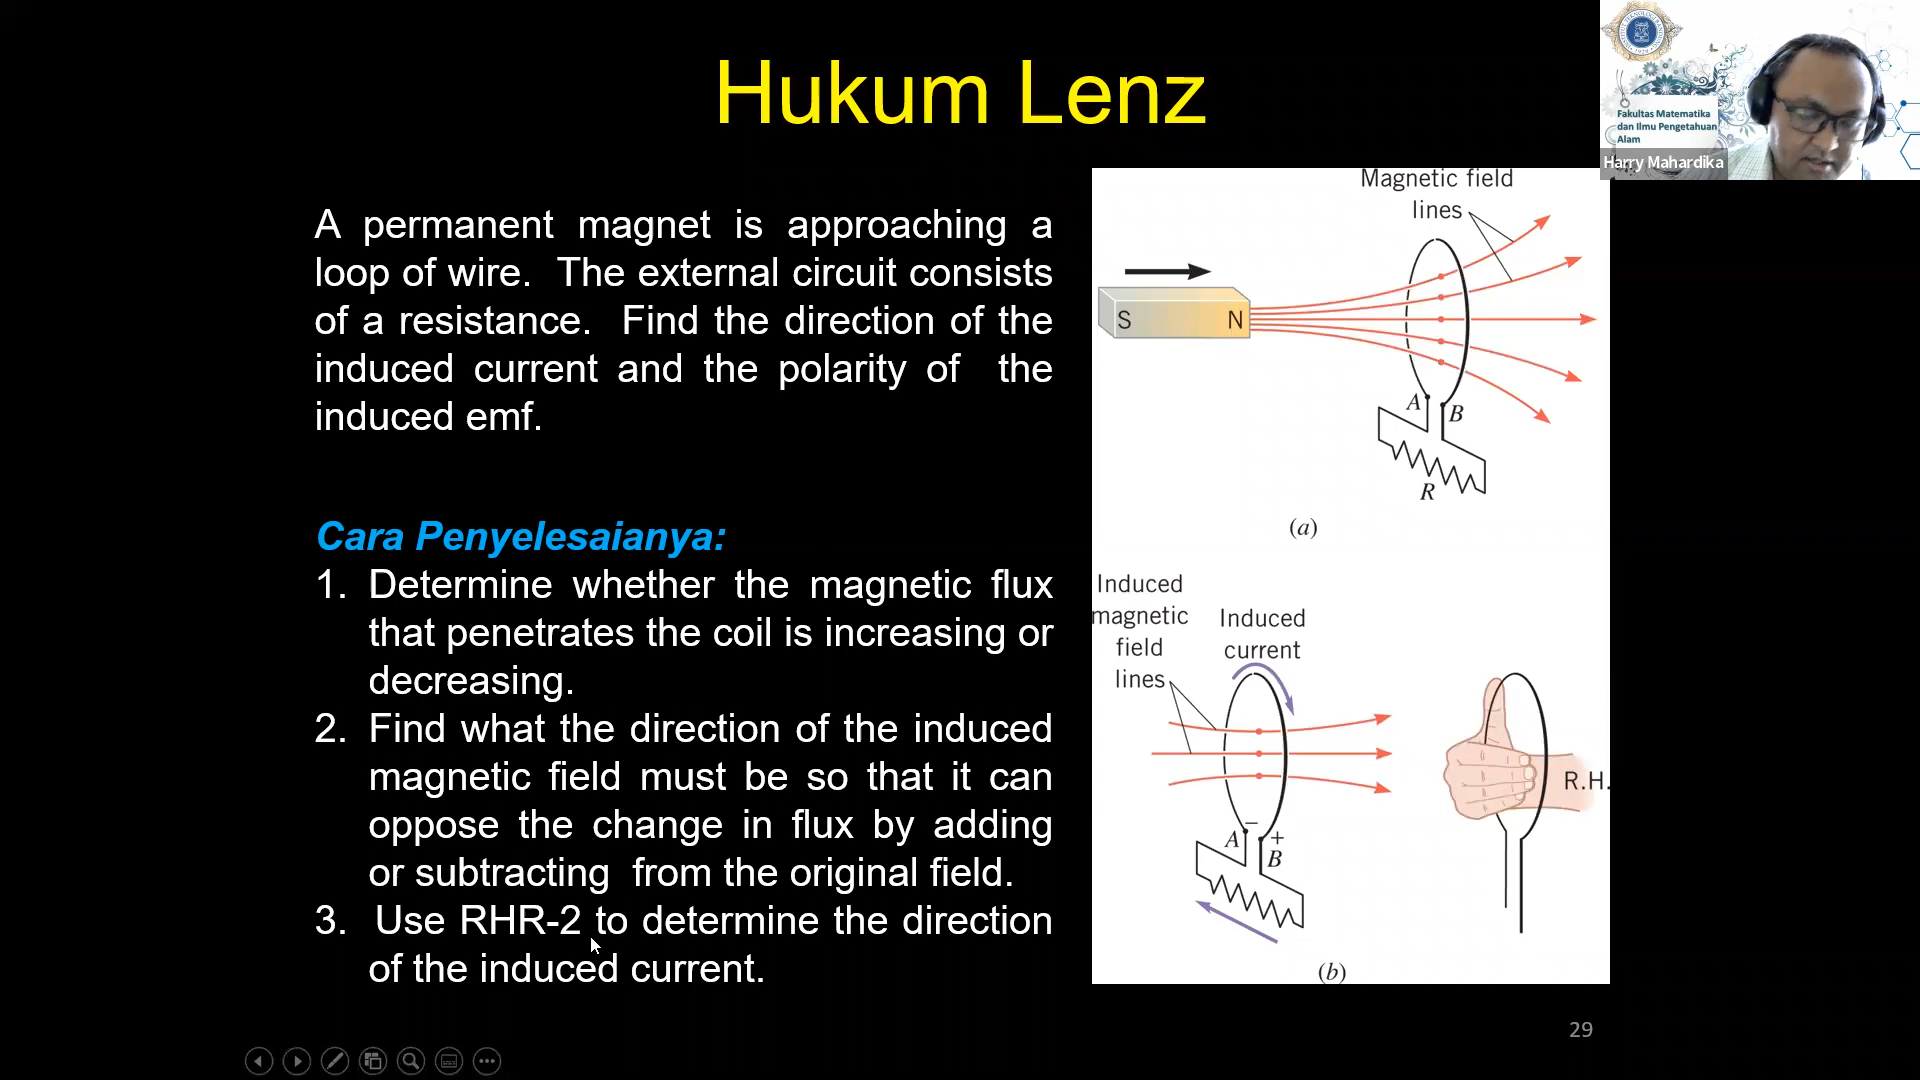 Hukum Lenz
Fakultas Matematika
dan Ilmu Pengetahuan
Alam
Harry Mahardika
A permanent magnet is approaching a
loop of wire. The external circuit consists
of a resistance. Find the direction of the
induced current and the polarity of the
induced emf.
Cara Penyelesaianya:
1. Determine whether the magnetic flux
that penetrates the coil is increasing or
decreasing.
2. Find what the direction of the induced
magnetic field must be so that it can
oppose the change in flux by adding
or subtracting from the original field.
3. Use RHR-2 to determine the direction
of the induced current.
Magnetic field
lines
S N
A B
R
(a)
Induced
magnetic
field
lines
Induced
current
− +
A B
R.H.
(b)
29